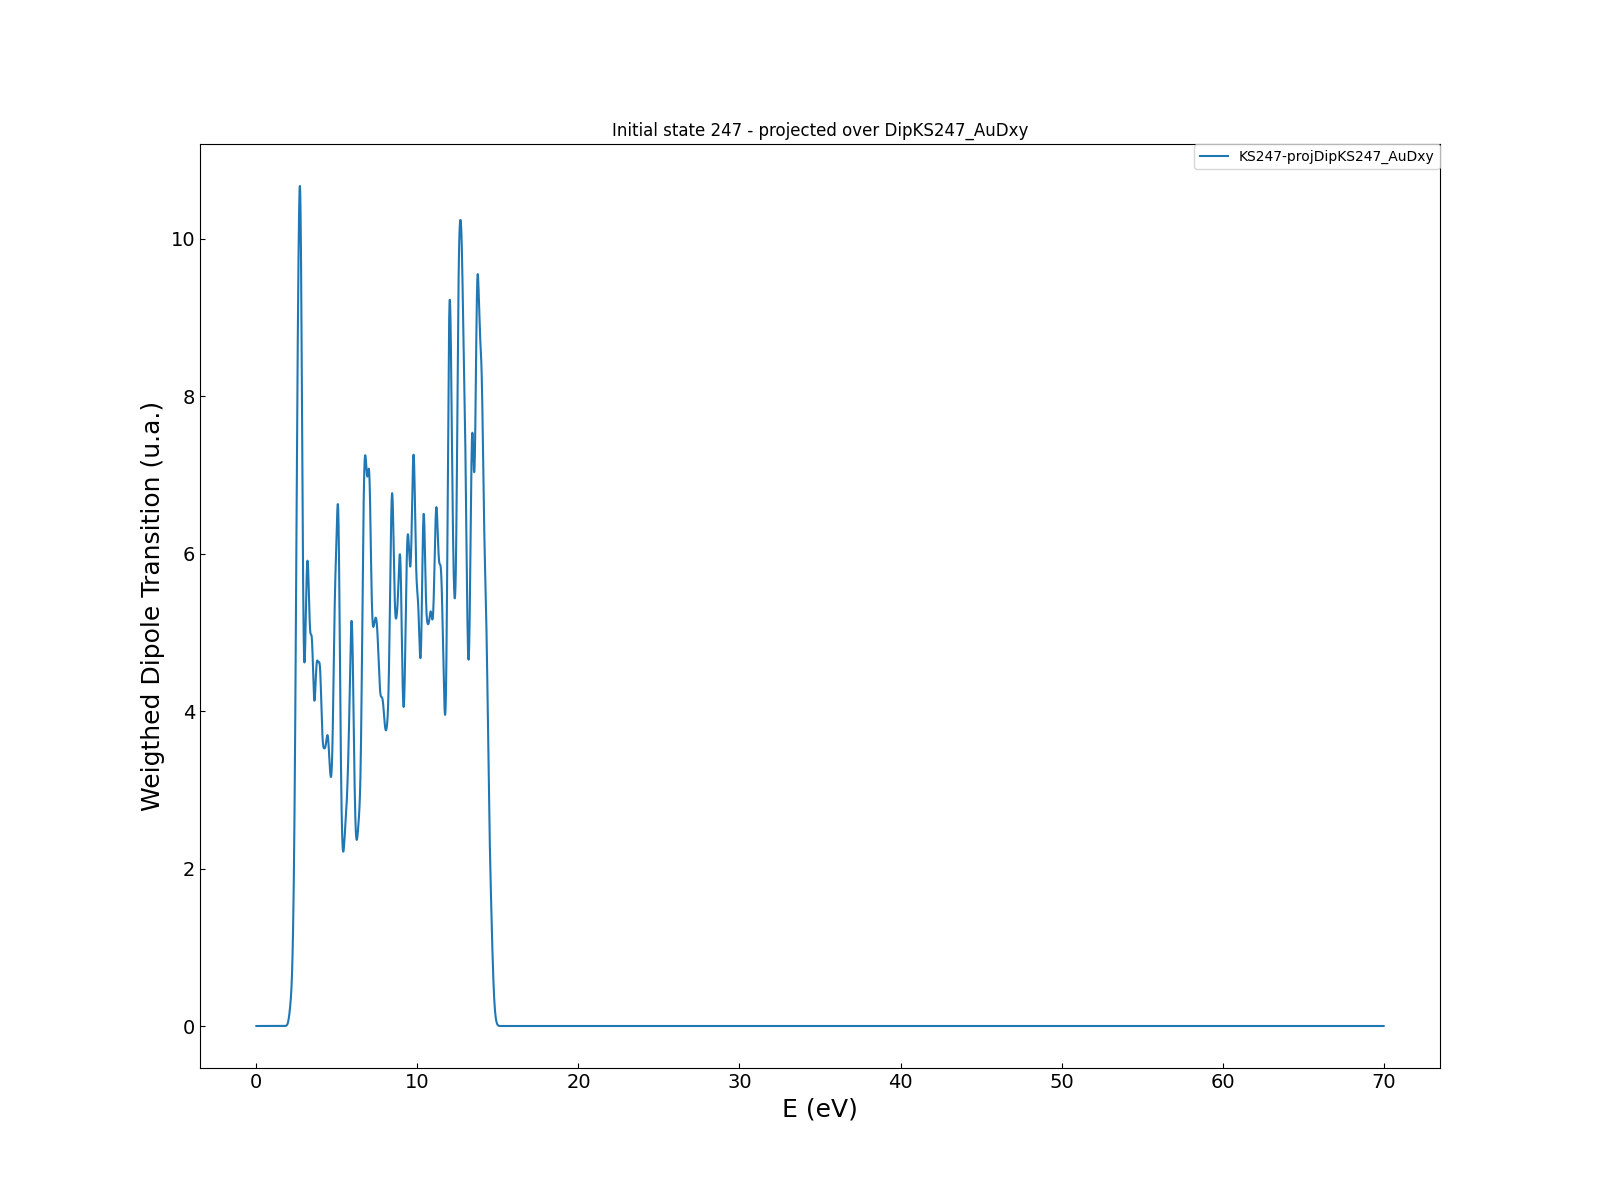 Initial state 247 - projected over DipKS247_AuDxy
KS247-projDipKS247_AuDxy
Weigthed Dipole Transition (u.a.)
10
8
6
4
2
0
0 10 20 30 40 50 60 70
E (eV)